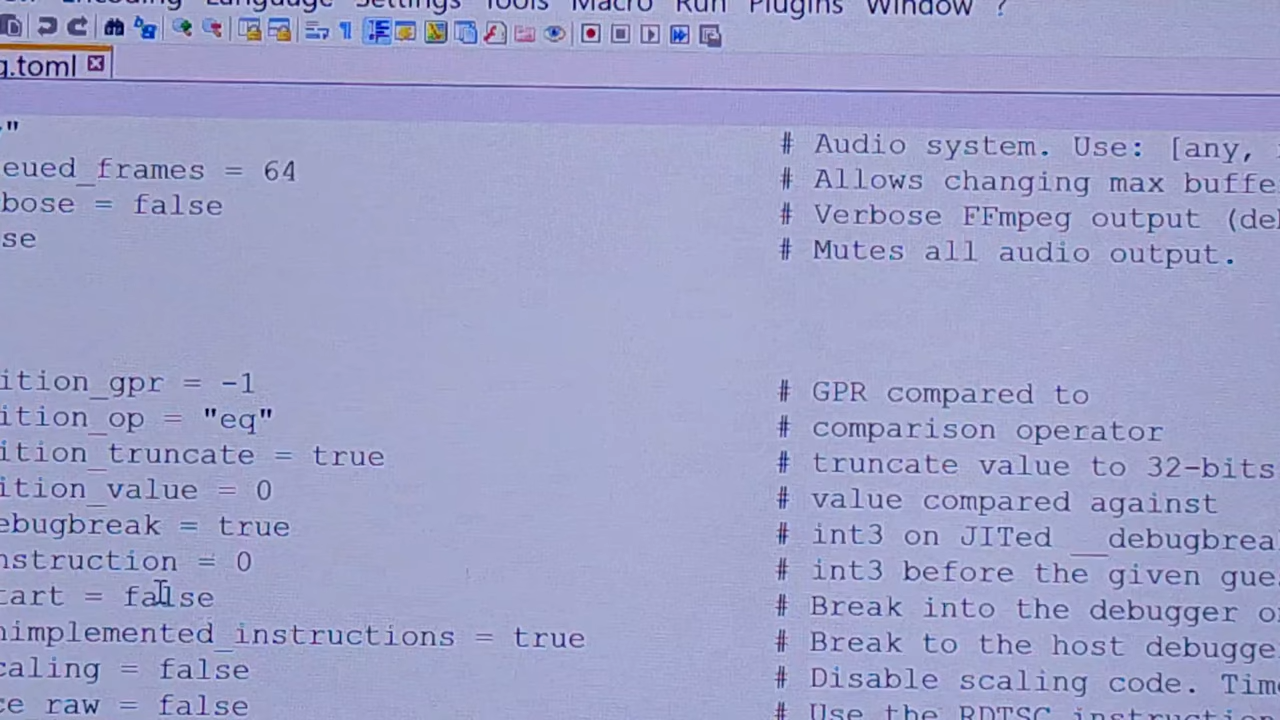 Encoding Language Settings Tools Macro Run Plugins Window ?
g.toml
"
eued_frames = 64 # Allows changing max buffe
# Audio system. Use: [any,
bose = false # Verbose FFmpeg output (de
se # Mutes all audio output.
ition_gpr = -1 # GPR compared to
ition_op = "eq" # comparison operator
ition_truncate = true # truncate value to 32-bits
ition_value = 0 # value compared against
ebugbreak = true # int3 on JITed __debugbrea
nstruction = 0 # int3 before the given gue
tart = false # Break into the debugger o
nimplemented_instructions = true # Break to the host debugge
caling = false # Disable scaling code. Tim
ce_raw = false # Use the RDTSC instruction